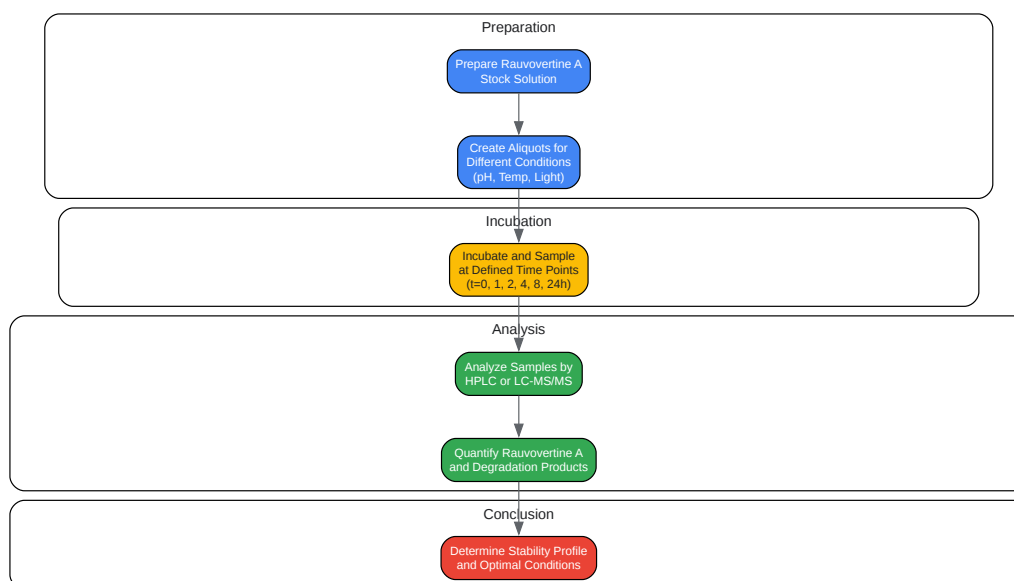 Preparation
Prepare Rauvovertine A
Stock Solution
Create Aliquots for
Different Conditions
(pH, Temp, Light)
Incubation
Incubate and Sample
at Defined Time Points
(t=0, 1, 2, 4, 8, 24h)
Analysis
Analyze Samples by
HPLC or LC-MS/MS
Quantify Rauvovertine A
and Degradation Products
Conclusion
Determine Stability Profile
and Optimal Conditions